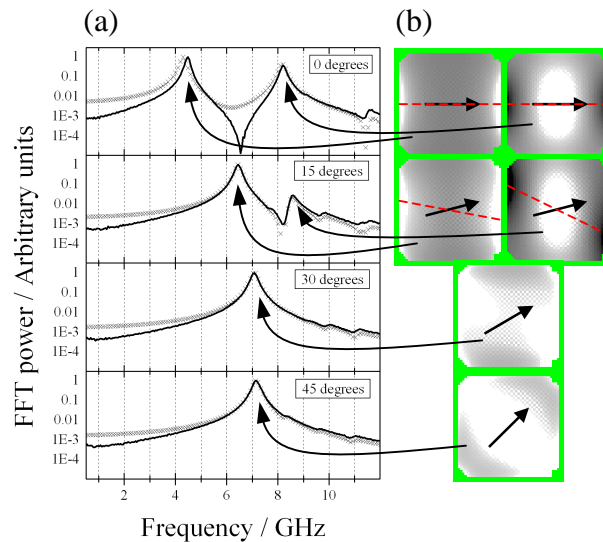 (a)
(b)
FFT power / Arbitrary units
1
0.1
0.01
1E-3
1E-4
0 degrees
1
0.1
0.01
1E-3
1E-4
15 degrees
1
0.1
0.01
1E-3
1E-4
30 degrees
1
0.1
0.01
1E-3
1E-4
45 degrees
2 4 6 8 10
Frequency / GHz